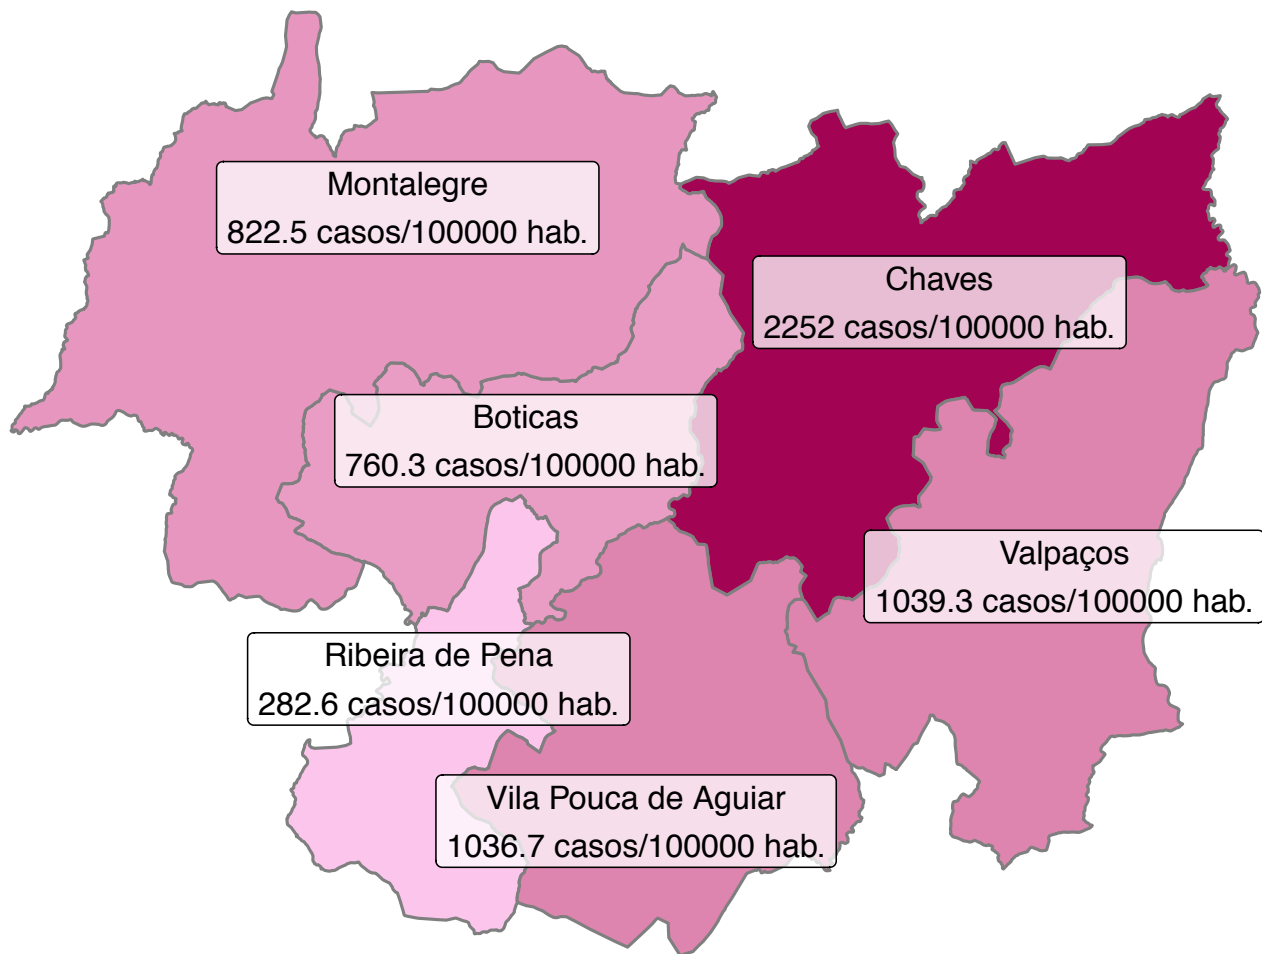 Montalegre
822.5 casos/100000 hab.
Chaves
2252 casos/100000 hab.
Boticas
760.3 casos/100000 hab.
Valpaços
1039.3 casos/100000 hab.
Ribeira de Pena
282.6 casos/100000 hab.
Vila Pouca de Aguiar
1036.7 casos/100000 hab.